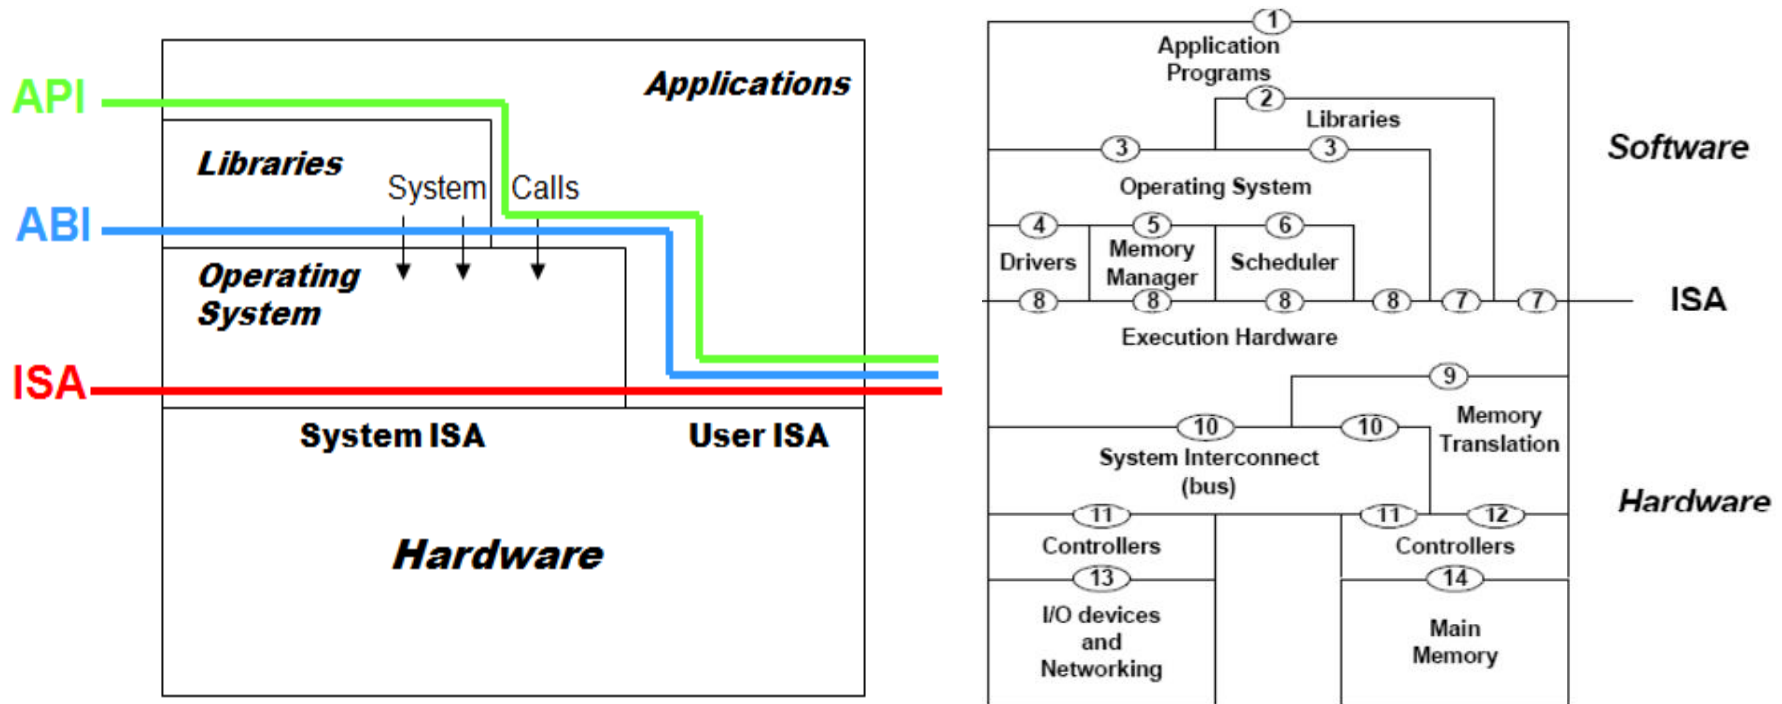 API
Applications
Libraries
System Calls
ABI
Operating
System
ISA
System ISA
User ISA
Hardware
1
Application
Programs
2
Libraries
3
3
Software
Operating System
4
5
6
Drivers
Memory
Manager
Scheduler
8
8
8
8
7
7
ISA
Execution Hardware
9
Memory
Translation
10
10
System Interconnect
(bus)
Hardware
11
11
12
Controllers
Controllers
13
14
I/O devices
and
Networking
Main
Memory